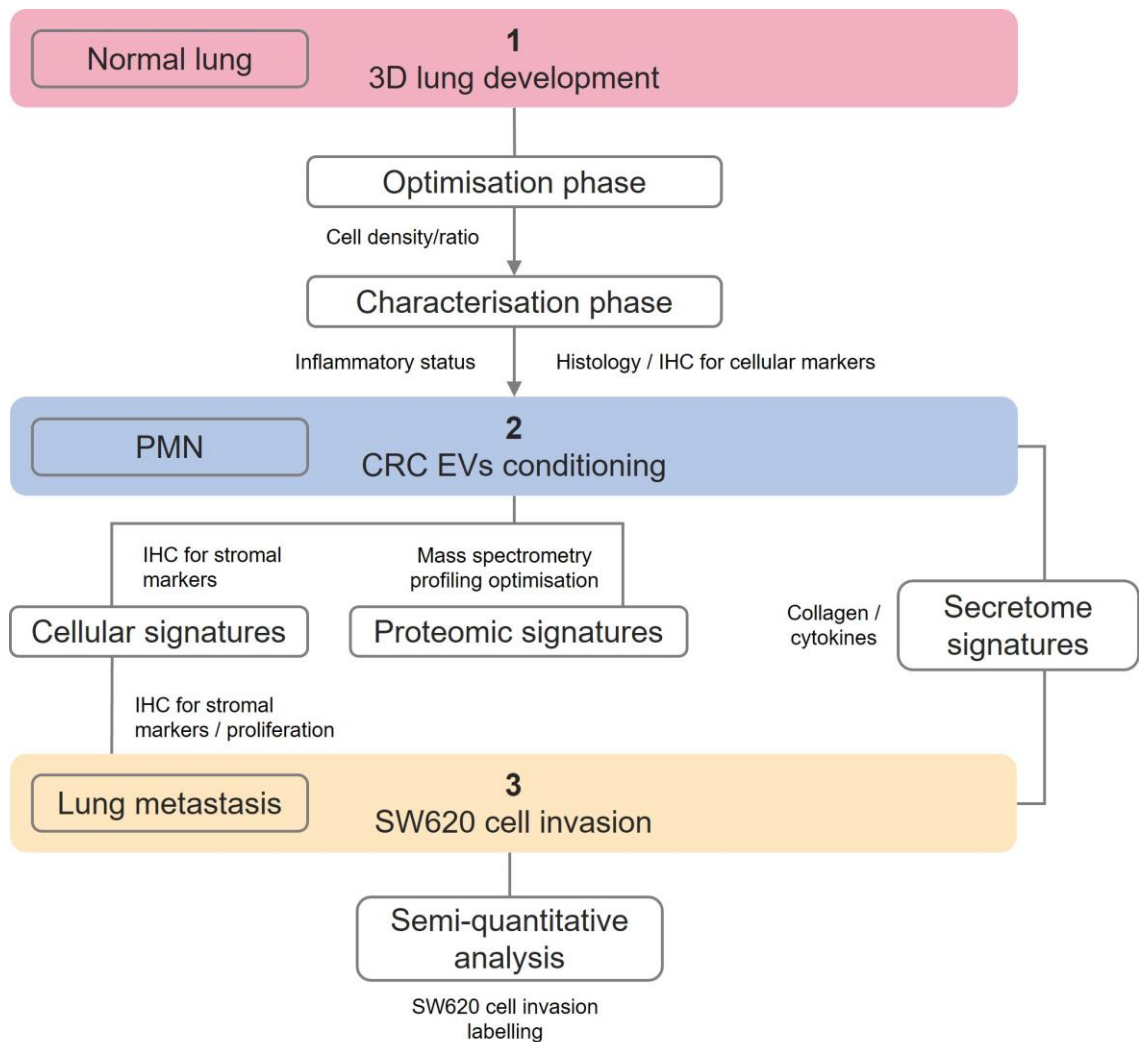 Normal lung
1
3D lung development
Optimisation phase
Cell density/ratio
Characterisation phase
Inflammatory status
Histology / IHC for cellular markers
PMN
2
CRC EVs conditioning
IHC for stromal
markers
Mass spectrometry
profiling optimisation
Cellular signatures
Proteomic signatures
Collagen /
cytokines
Secretome
signatures
IHC for stromal
markers / proliferation
Lung metastasis
3
SW620 cell invasion
Semi-quantitative
analysis
SW620 cell invasion
labelling